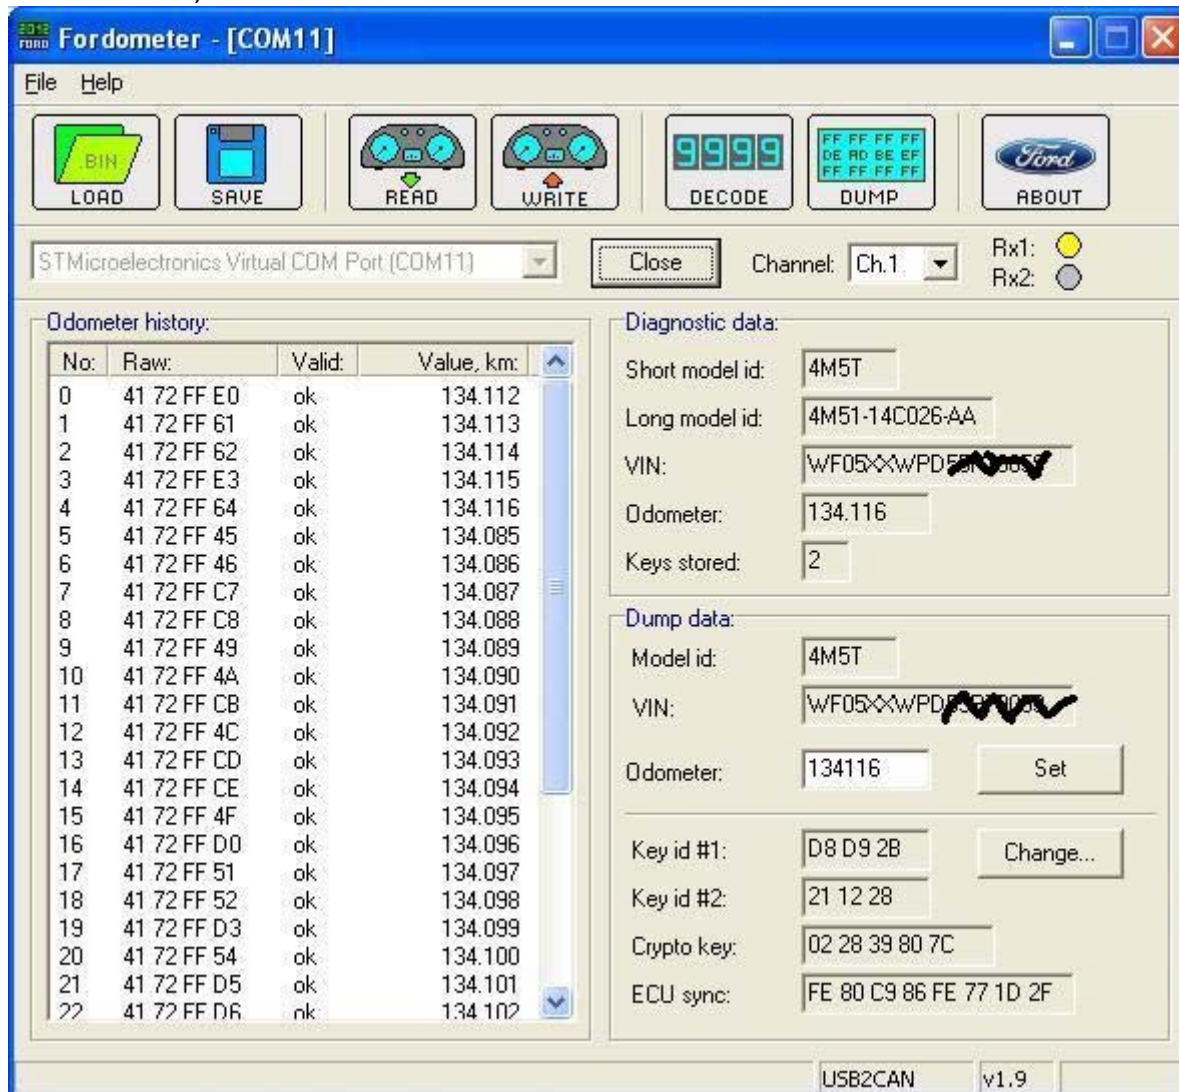 2012 FORD Fordometer - [COM11]
File Help
.BIN FF FF FF FF
9999 DE AD BE EF Ford
FF FF FF FF
LOAD SAVE READ WRITE DECODE DUMP ABOUT
STMicroelectronics Virtual COM Port (COM11) Close Channel: Ch.1 Rx1:
Rx2:
Odometer history:
No: Raw: Valid: Value, km:
0 41 72 FF E0 ok 134.112
1 41 72 FF 61 ok 134.113
2 41 72 FF 62 ok 134.114
3 41 72 FF E3 ok 134.115
4 41 72 FF 64 ok 134.116
5 41 72 FF 45 ok 134.085
6 41 72 FF 46 ok 134.086
7 41 72 FF C7 ok 134.087
8 41 72 FF C8 ok 134.088
9 41 72 FF 49 ok 134.089
10 41 72 FF 4A ok 134.090
11 41 72 FF CB ok 134.091
12 41 72 FF 4C ok 134.092
13 41 72 FF CD ok 134.093
14 41 72 FF CE ok 134.094
15 41 72 FF 4F ok 134.095
16 41 72 FF D0 ok 134.096
17 41 72 FF 51 ok 134.097
18 41 72 FF 52 ok 134.098
19 41 72 FF D3 ok 134.099
20 41 72 FF 54 ok 134.100
21 41 72 FF D5 ok 134.101
22 41 72 FF D6 ok 134.102
Diagnostic data:
Short model id: 4M5T
Long model id: 4M51-14C026-AA
VIN: WF05XXWPD
Odometer: 134.116
Keys stored: 2
Dump data:
Model id: 4M5T
VIN: WF05XXWPD
Odometer: 134116 Set
Key id #1: D8 D9 2B Change...
Key id #2: 21 12 28
Crypto key: 02 28 39 80 7C
ECU sync: FE 80 C9 86 FE 77 1D 2F
USB2CAN v1.9